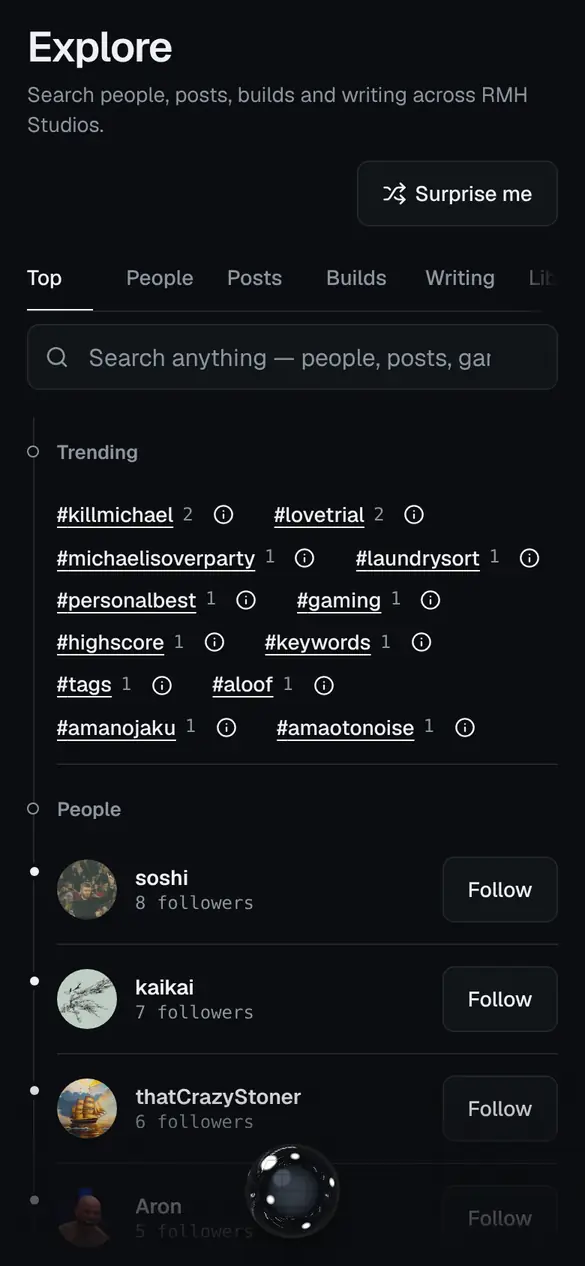 Explore
Search people, posts, builds and writing across RMH
Studios.
Surprise me
Top People Posts Builds Writing Lib
Search anything — people, posts, gar
Trending
#killmichael 2 #lovetrial 2
#michaelisoverparty 1 #laundrysort 1
#personalbest 1 #gaming 1
#highscore 1 #keywords 1
#tags 1 #aloof 1
#amanojaku 1 #amaotonoise 1
People
soshi
8 followers
Follow
kaikai
7 followers
Follow
thatCrazyStoner
6 followers
Follow
Aron
5 followers
Follow